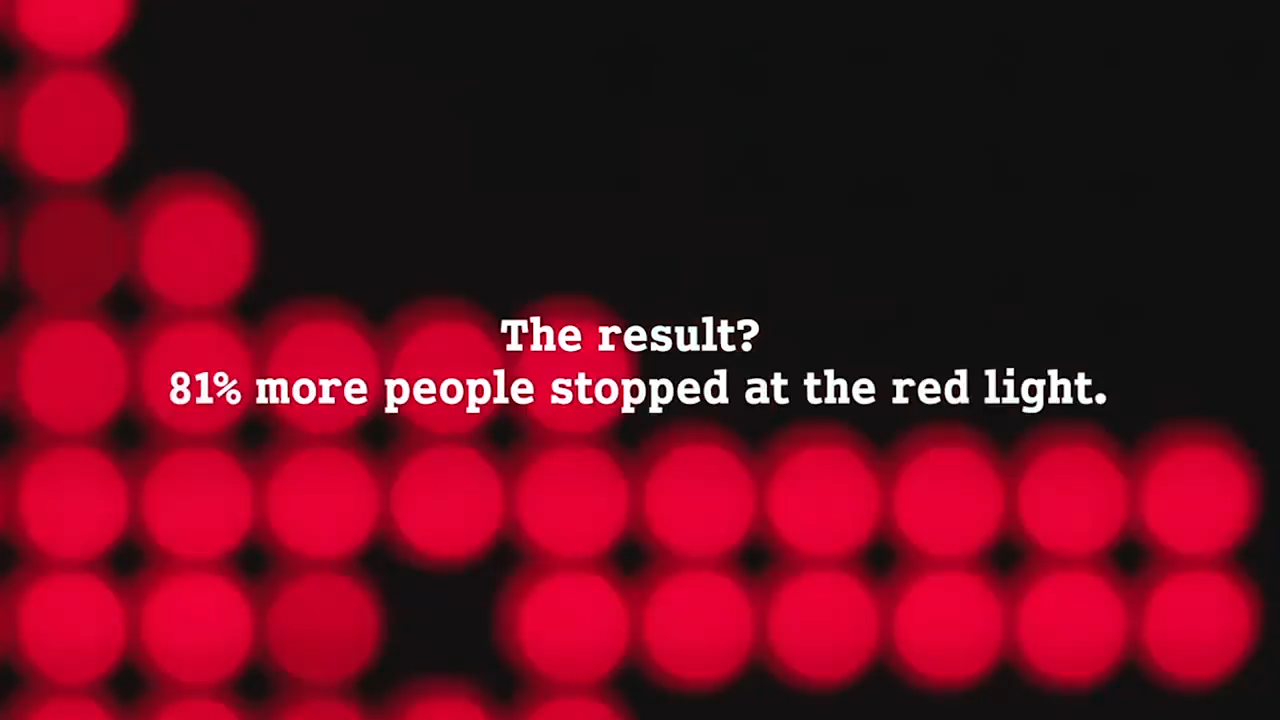 The result?
81% more people stopped at the red light.